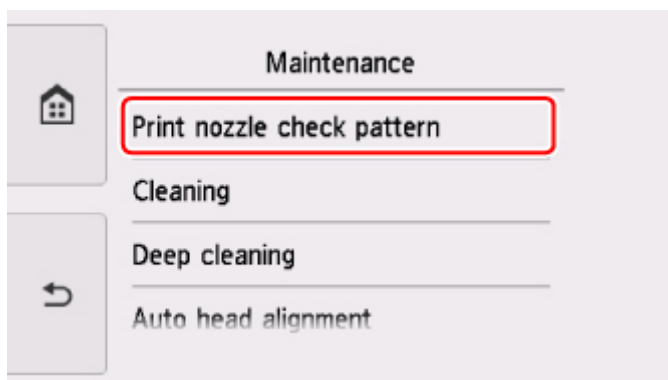 Maintenance
Print nozzle check pattern
Cleaning
Deep cleaning
Auto head alignment